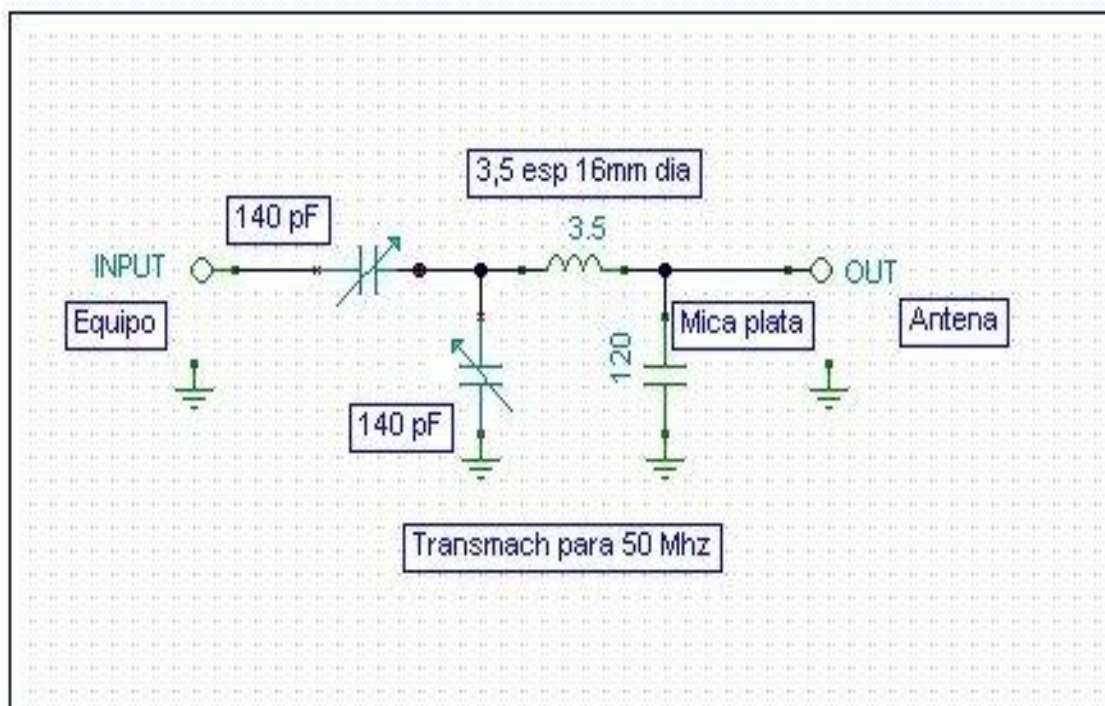 3,5 esp 16mm dia
140 pF
3.5
INPUT
OUT
Equipo
Mica plata
Antena
120
140 pF
Transmach para 50 Mhz